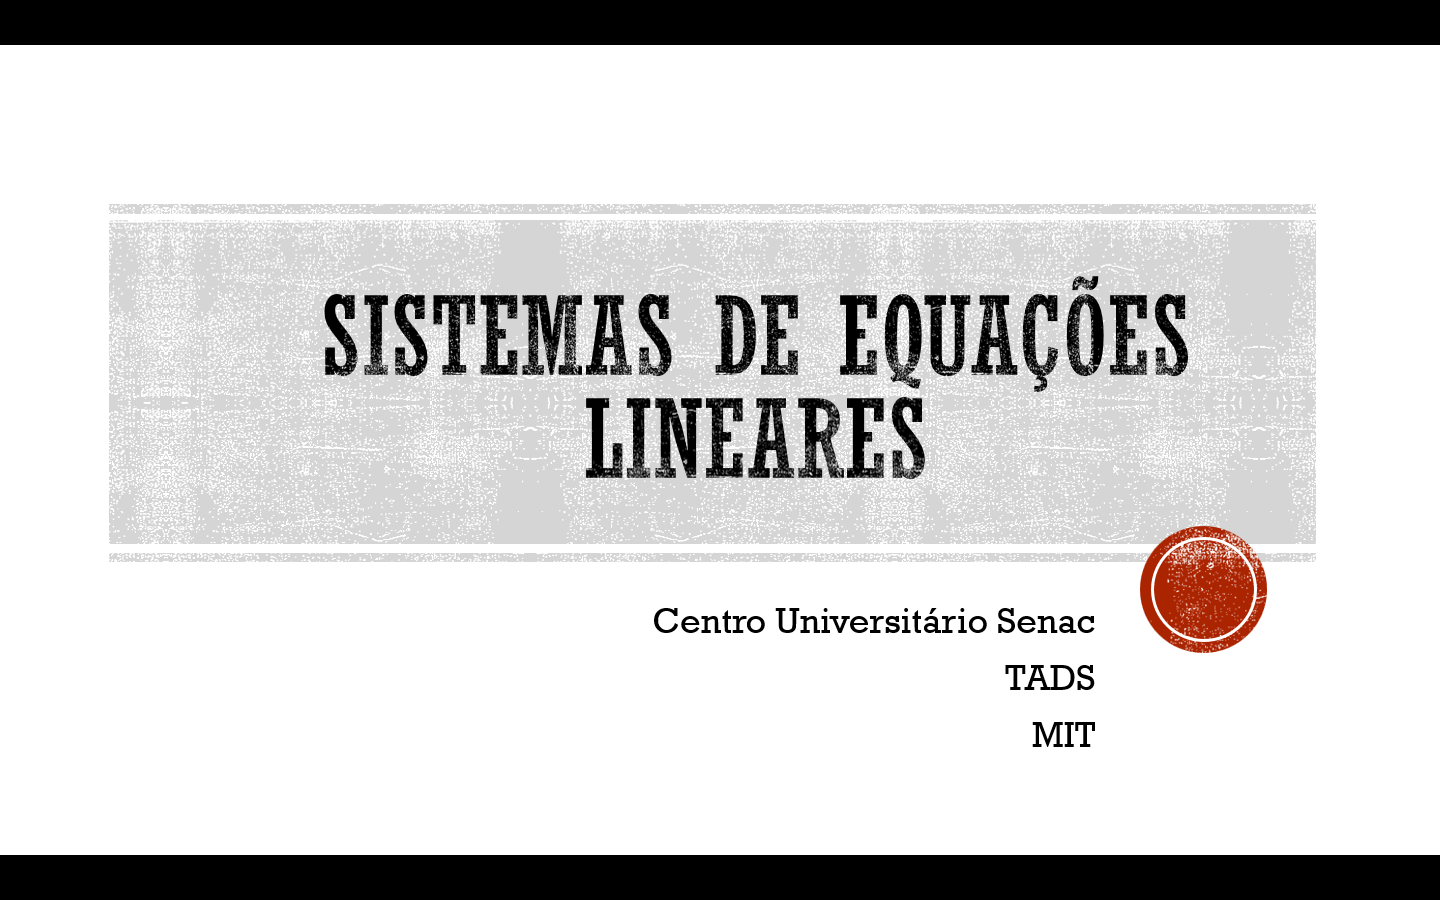 SISTEMAS DE EQUAÇÕES
LINEARES
Centro Universitário Senac
TADS
MIT